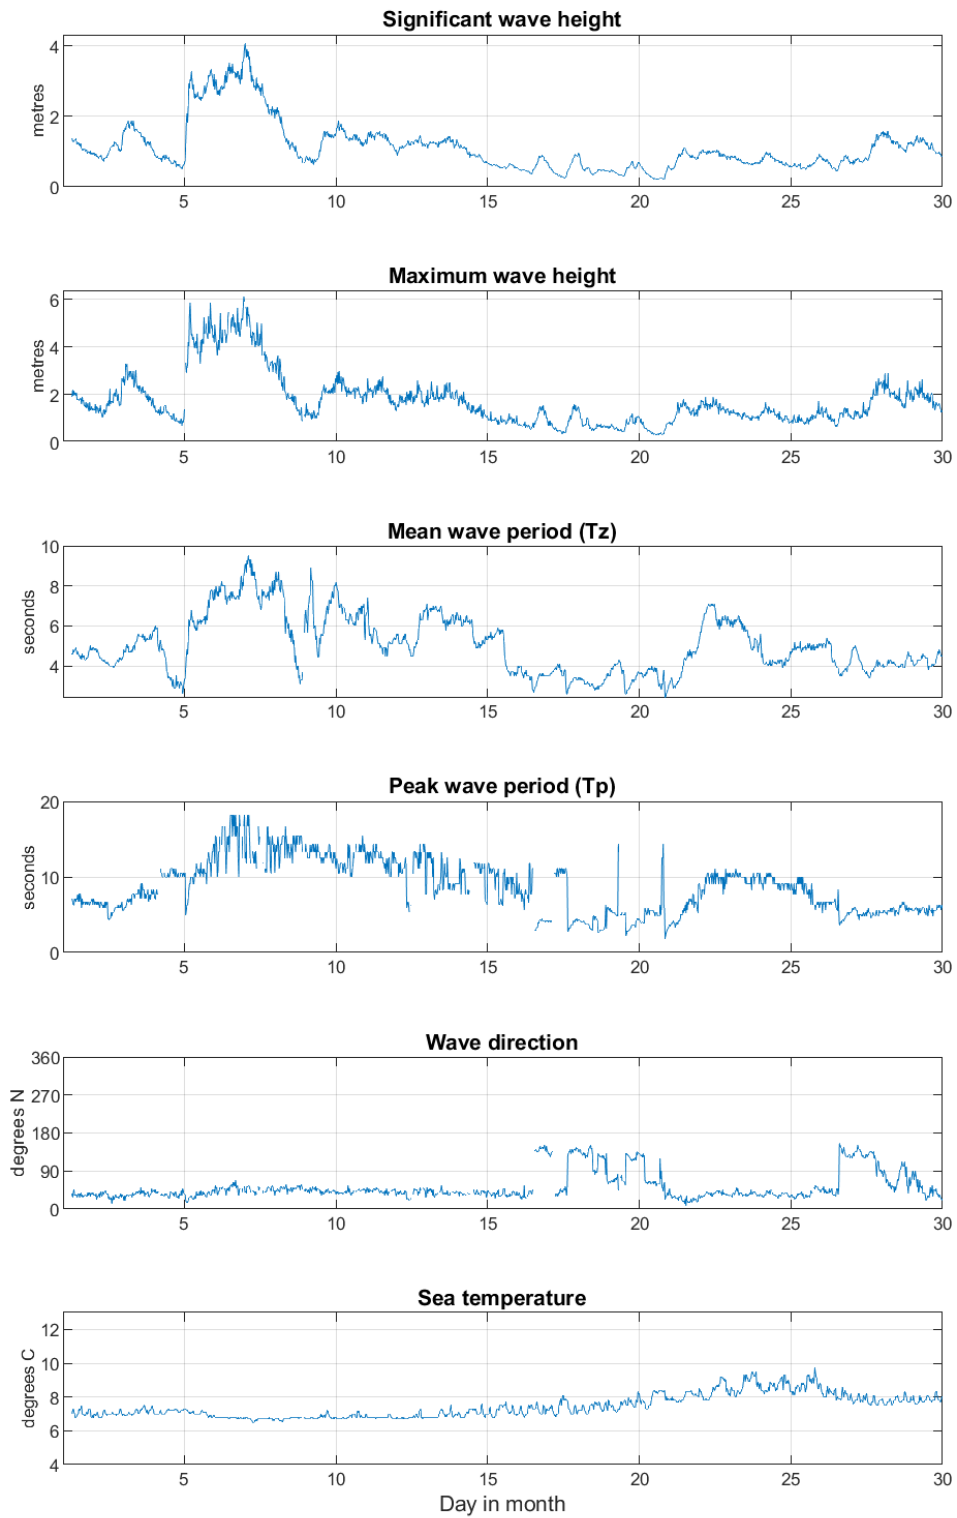 Significant wave height
4
2
0
metres
5 10 15 20 25 30
Maximum wave height
6
4
2
0
metres
5 10 15 20 25 30
Mean wave period (Tz)
10
8
6
4
seconds
5 10 15 20 25 30
Peak wave period (Tp)
20
10
0
seconds
5 10 15 20 25 30
Wave direction
360
270
180
90
0
degrees N
5 10 15 20 25 30
Sea temperature
12
10
8
6
4
degrees C
5 10 15 20 25 30
Day in month